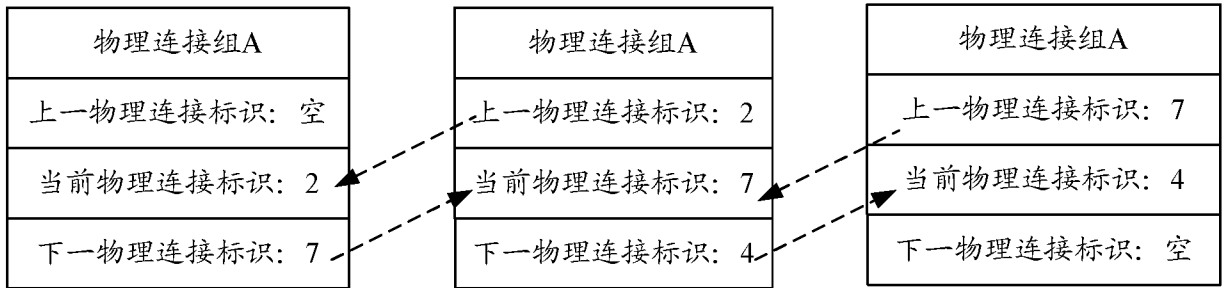 物理连接组A
上一物理连接标识：空
当前物理连接标识：2
下一物理连接标识：7
物理连接组A
上一物理连接标识：2
当前物理连接标识：7
下一物理连接标识：4
物理连接组A
上一物理连接标识：7
当前物理连接标识：4
下一物理连接标识：空